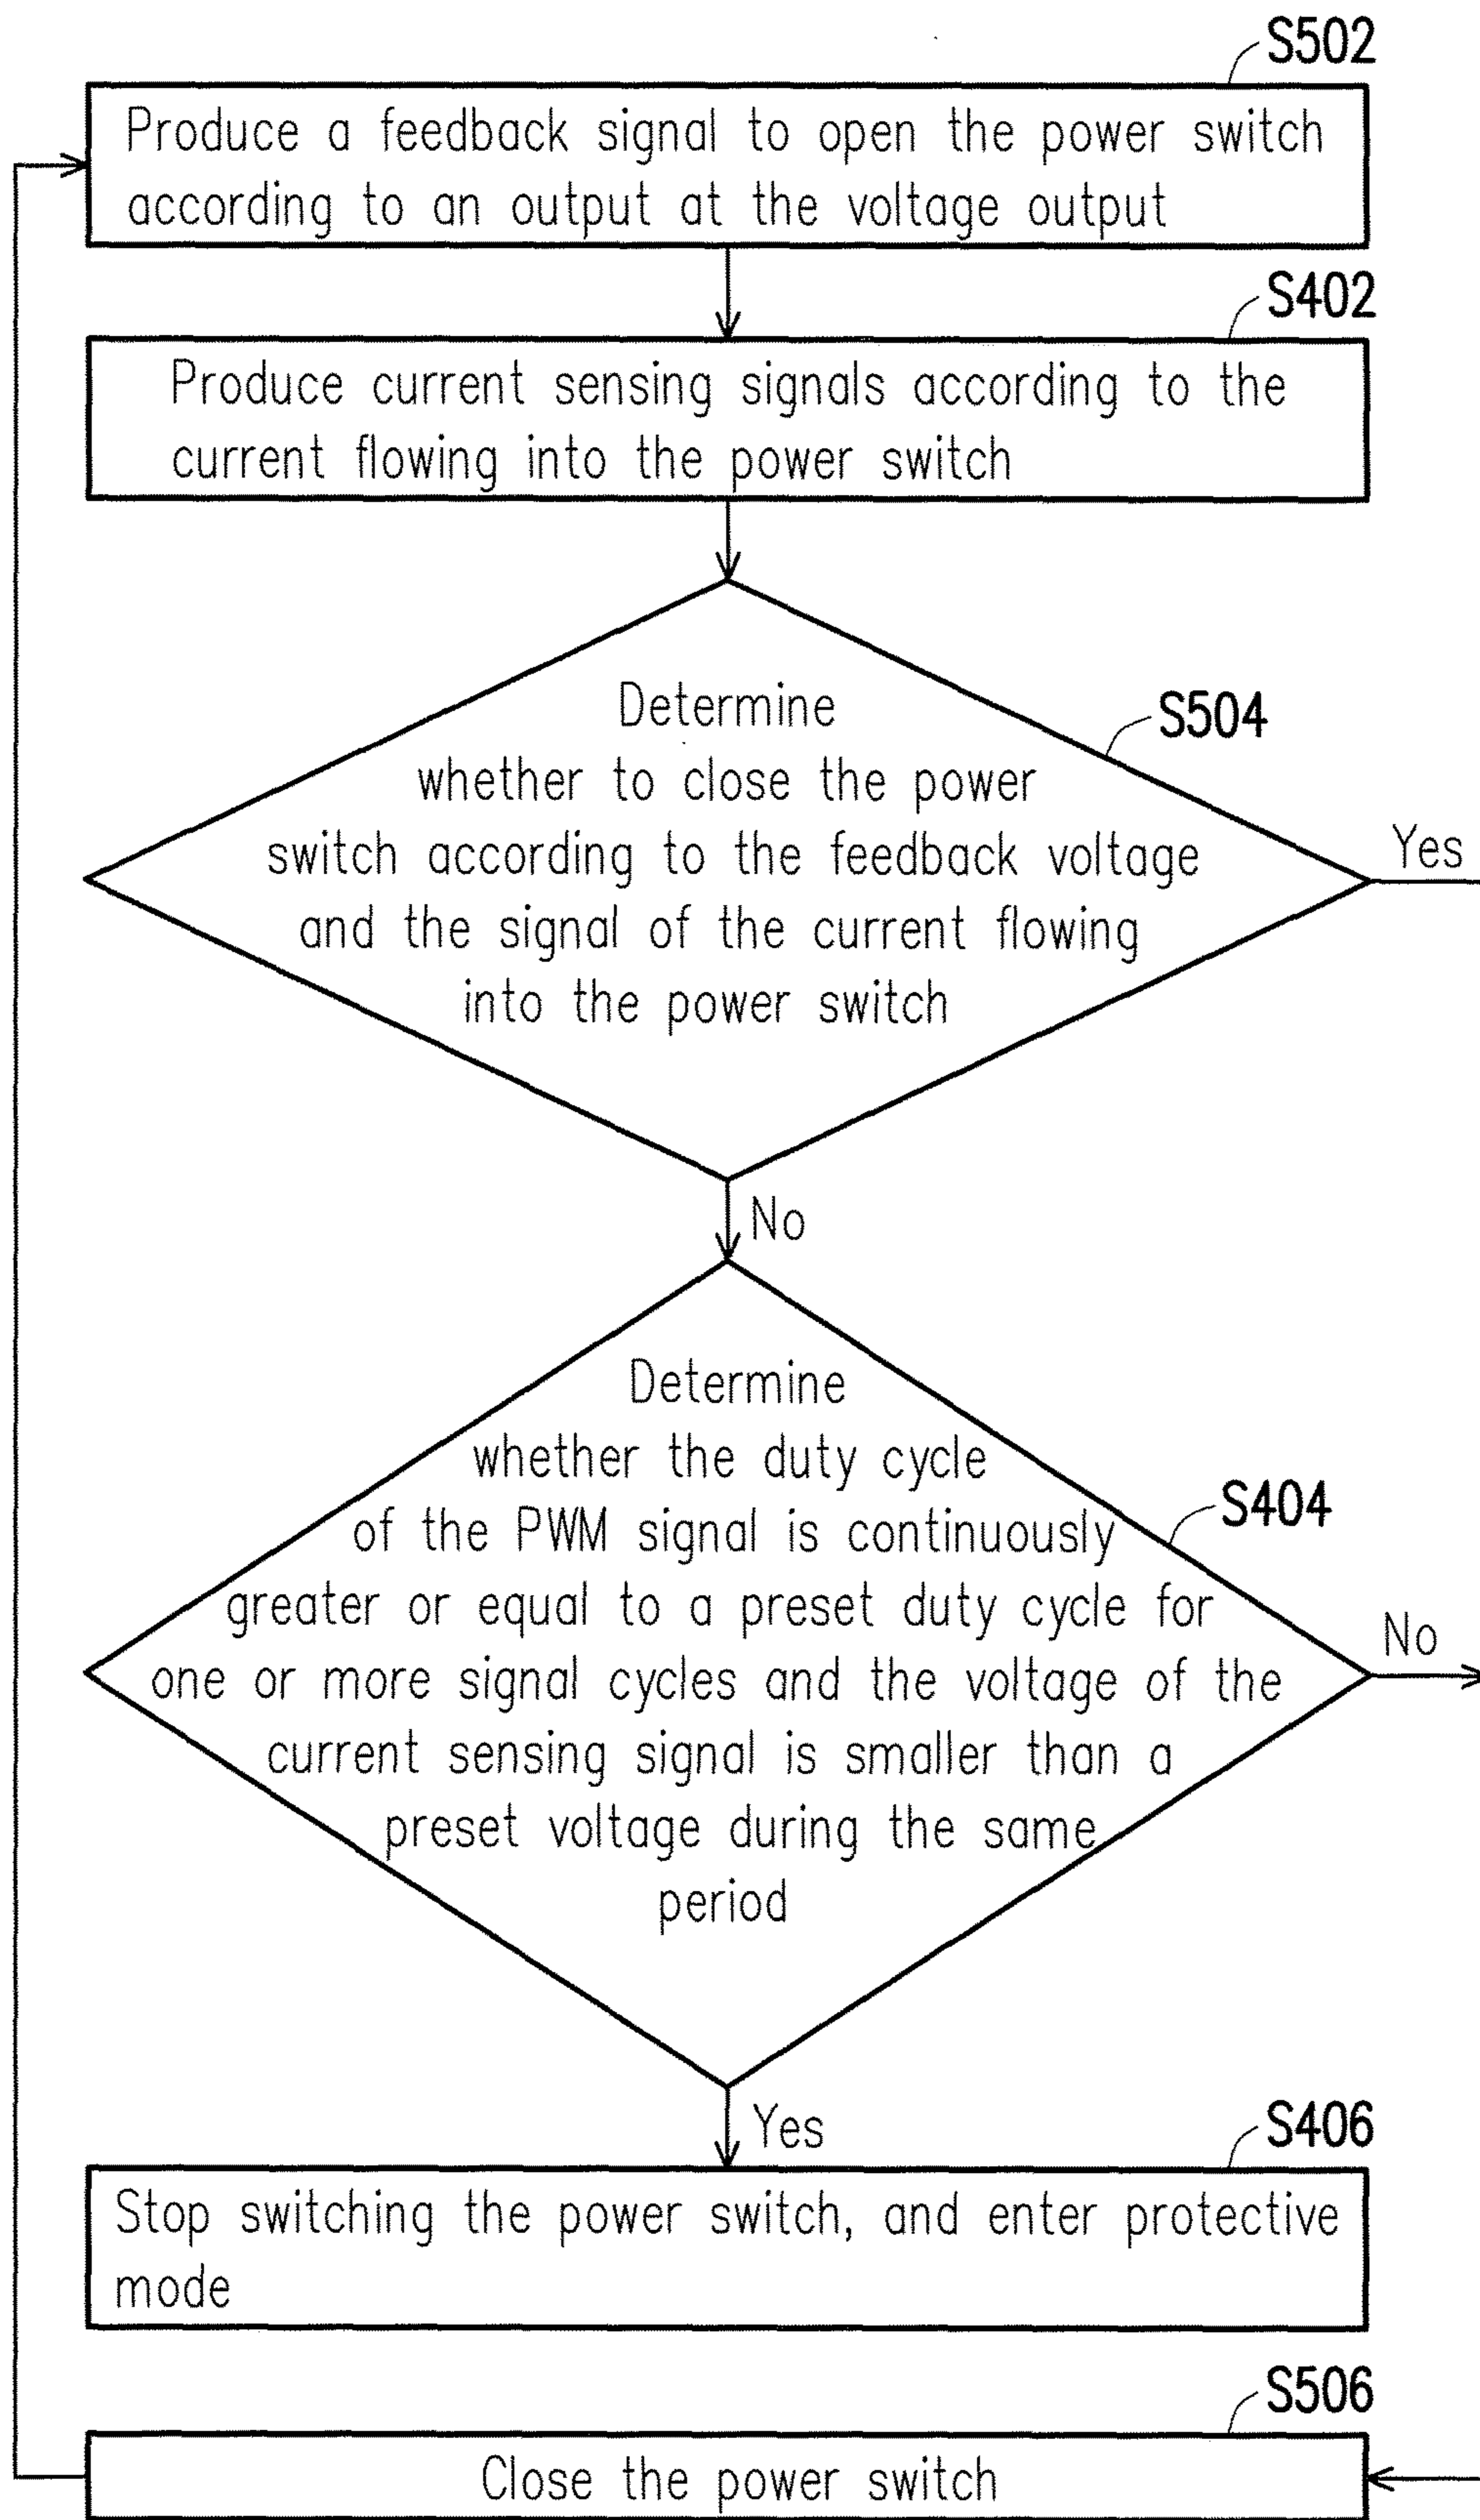 S502
Produce a feedback signal to open the power switch
according to an output at the voltage output
S402
Produce current sensing signals according to the
current flowing into the power switch
S504
Determine
whether to close the power
switch according to the feedback voltage
and the signal of the current flowing
into the power switch
Yes
No
S404
Determine
whether the duty cycle
of the PWM signal is continuously
greater or equal to a preset duty cycle for
one or more signal cycles and the voltage of the
current sensing signal is smaller than a
preset voltage during the same
period
No
Yes
S406
Stop switching the power switch, and enter protective
mode
S506
Close the power switch